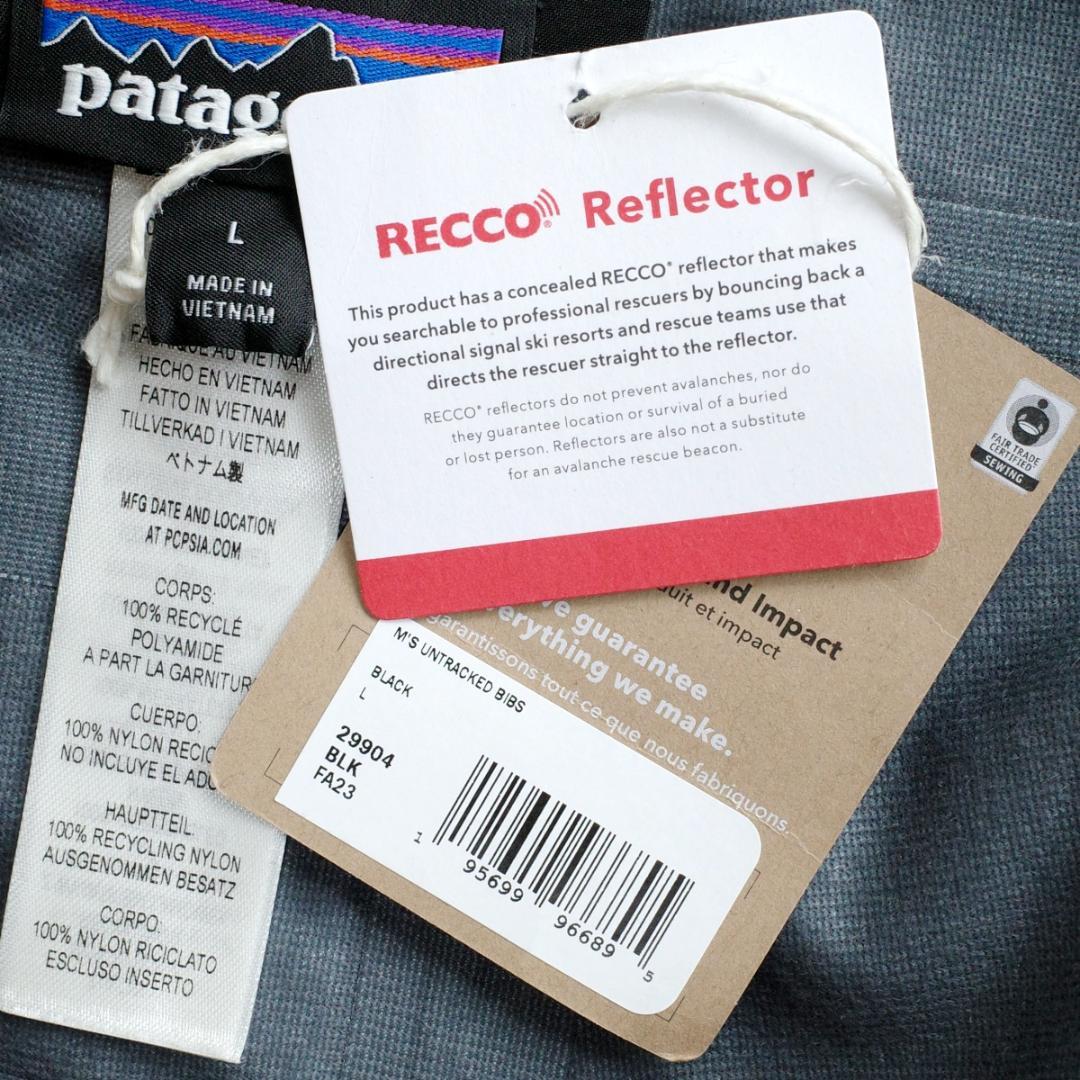 patag
L
MADE IN
VIETNAM
FABRIQUE AU VIETNAM
HECHO EN VIETNAM
FATTO IN VIETNAM
TILLVERKAD I VIETNAM
ベトナム製
MFG DATE AND LOCATION
AT PCPSIA.COM
CORPS:
100% RECYCLÉ
POLYAMIDE
A PART LA GARNITUR
CUERPO:
100% NYLON RECIC
NO INCLUYE EL ADO
HAUPTTEIL:
100% RECYCLING NYLON
AUSGENOMMEN BESATZ
CORPO:
100% NYLON RICICLATO
ESCLUSO INSERTO
RECCO® Reflector
This product has a concealed RECCO® reflector that makes
you searchable to professional rescuers by bouncing back a
directional signal ski resorts and rescue teams use that
directs the rescuer straight to the reflector.
RECCO® reflectors do not prevent avalanches, nor do
they guarantee location or survival of a buried
or lost person. Reflectors are also not a substitute
for an avalanche rescue beacon.
FAIR TRADE
CERTIFIED
SEWING
nd Impact
duit et impact
ve guarantee
erything we make.
garantissons tout ce que nous fabriquons.
M'S UNTRACKED BIBS
BLACK
L
29904
BLK
FA23
1 95699 96689 5